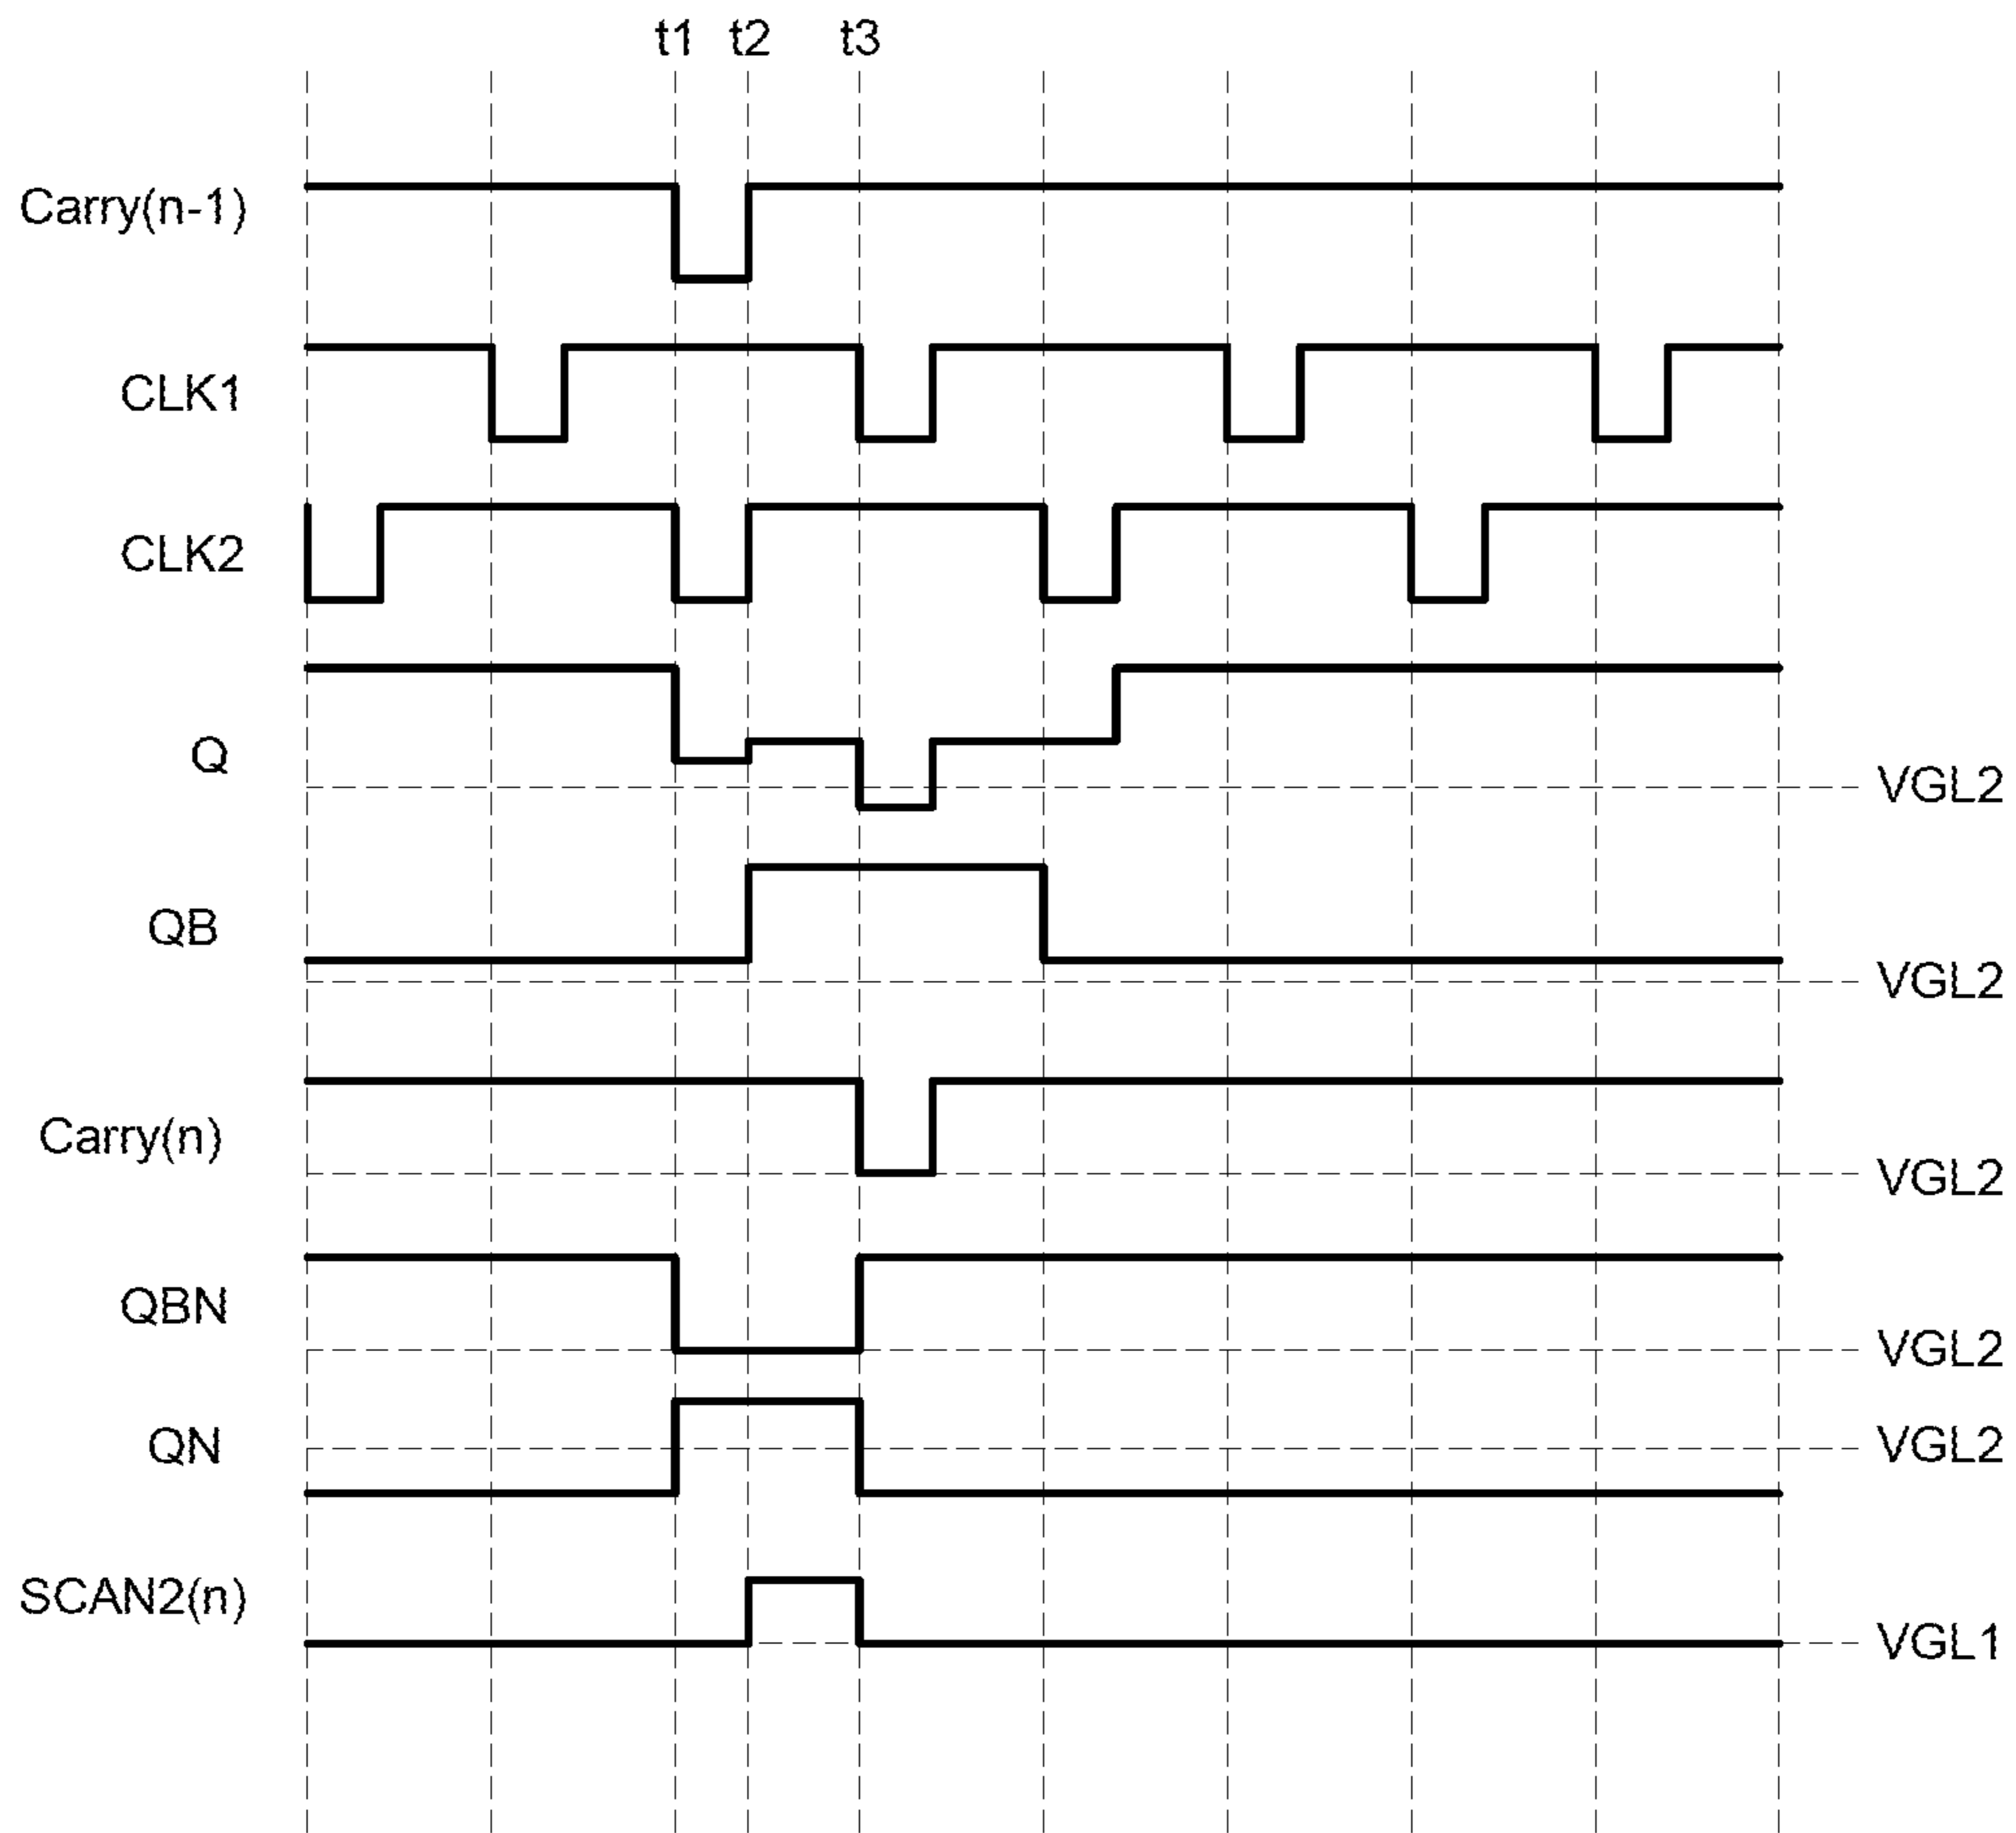 t1 t2 t3
Carry(n-1)
CLK1
CLK2
Q
VGL2
QB
VGL2
Carry(n)
VGL2
QBN
VGL2
QN
VGL2
SCAN2(n)
VGL1